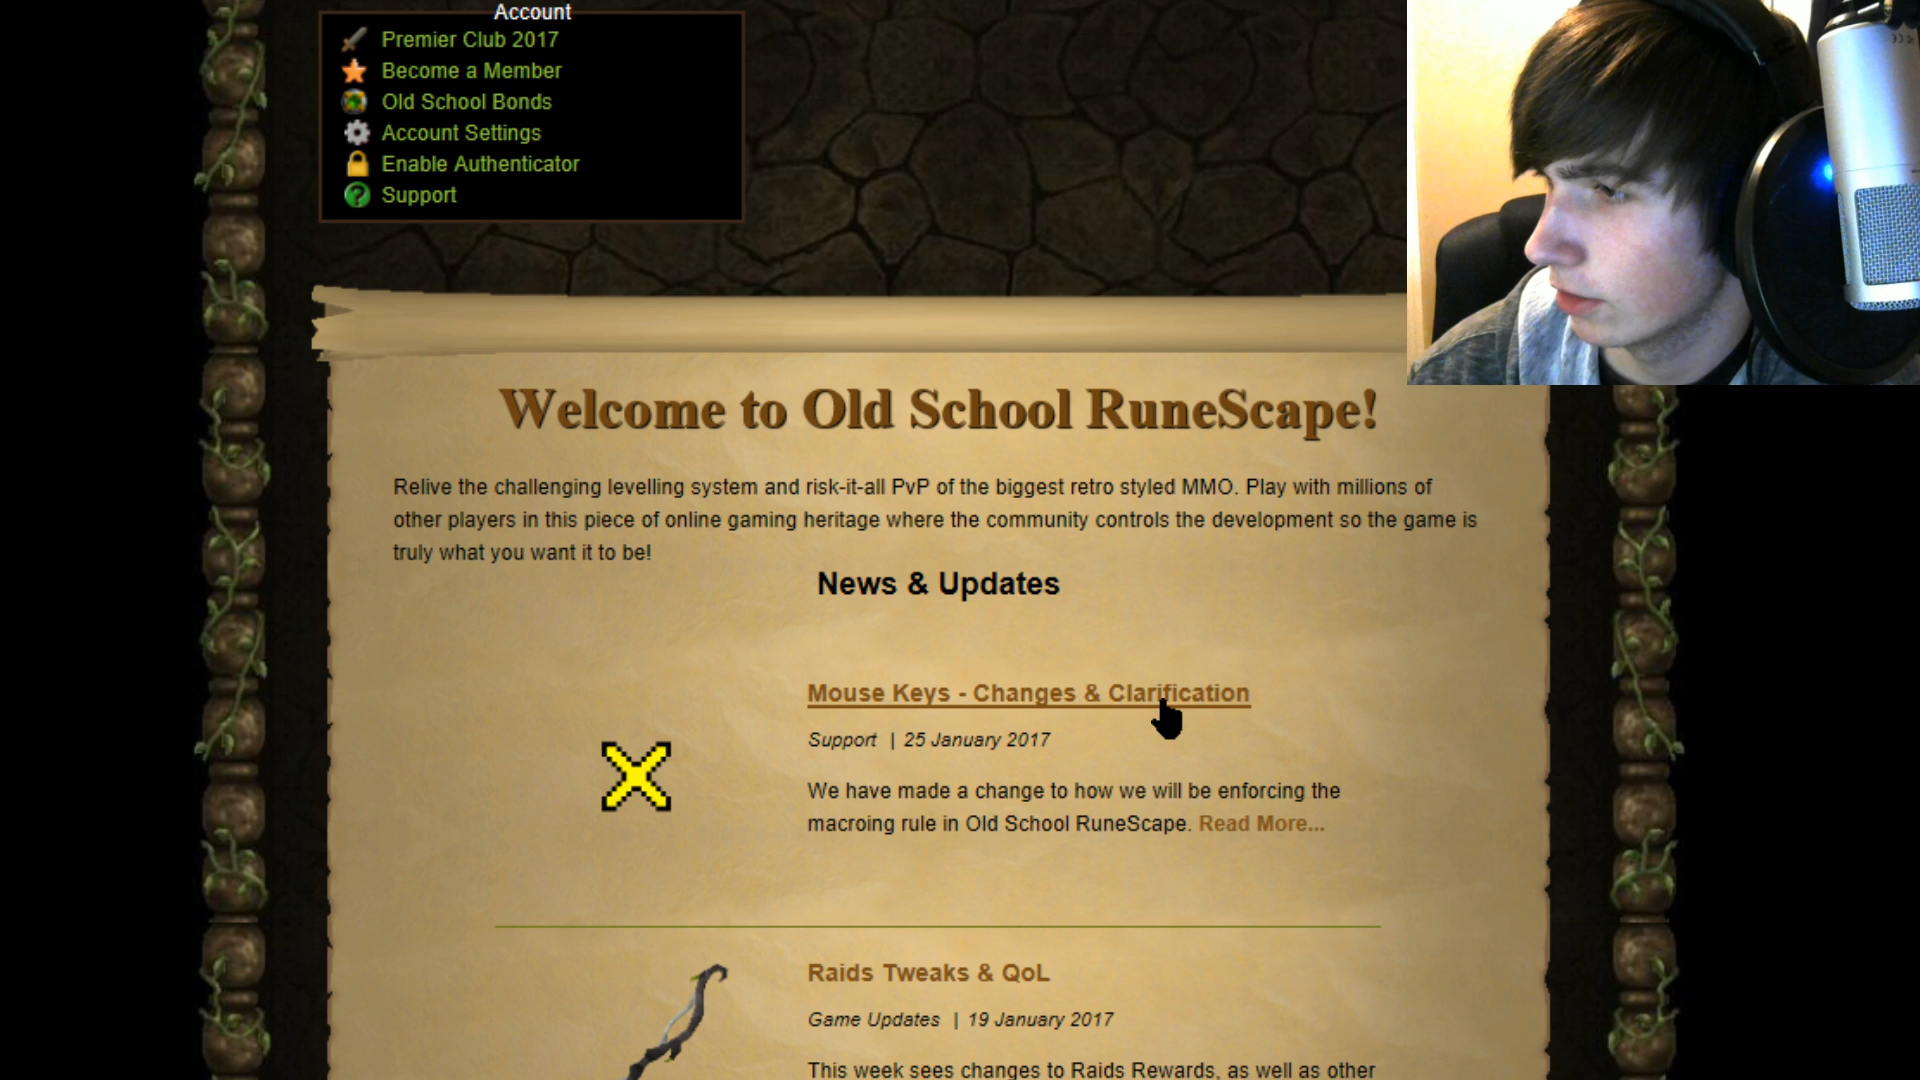 Account
Premier Club 2017
Become a Member
Old School Bonds
Account Settings
Enable Authenticator
Support
Welcome to Old School RuneScape!
Relive the challenging levelling system and risk-it-all PvP of the biggest retro styled MMO. Play with millions of
other players in this piece of online gaming heritage where the community controls the development so the game is
truly what you want it to be!
News & Updates
Mouse Keys - Changes & Clarification
Support | 25 January 2017
We have made a change to how we will be enforcing the
macroing rule in Old School RuneScape. Read More...
Raids Tweaks & QoL
Game Updates | 19 January 2017
This week sees changes to Raids Rewards, as well as other